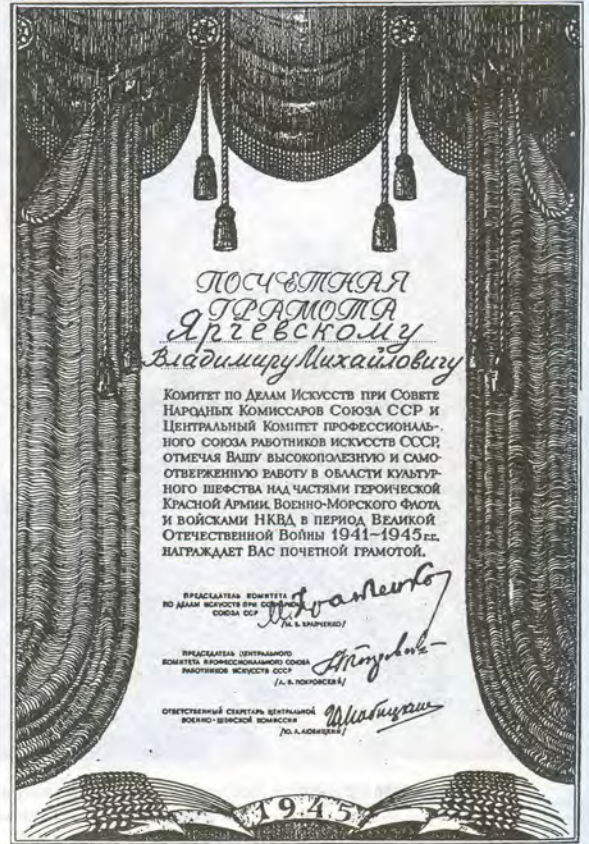 ПОЧЕТНАЯ
ГРАМОТА
Ярчевскому
Владимиру Михайловичу
Комитет по Делам Искусств при Совете
Народных Комиссаров Союза ССР и
Центральный Комитет профессиональ-
ного союза работников искусств СССР,
отмечая Вашу высокополезную и само-
отверженную работу в области культур-
ного шефства над частями героической
Красной Армии, Военно-Морского Флота
и войсками НКВД в период Великой
Отечественной Войны 1941-1945 г.г.
награждает Вас почетной грамотой.
ПРЕДСЕДАТЕЛЬ КОМИТЕТА
ПО ДЕЛАМ ИСКУССТВ ПРИ СОВНАРКОМЕ
СОЮЗА ССР
/М. Б. ХРАПЧЕНКО/
ПРЕДСЕДАТЕЛЬ ЦЕНТРАЛЬНОГО
КОМИТЕТА ПРОФЕССИОНАЛЬНОГО СОЮЗА
РАБОТНИКОВ ИСКУССТВ СССР
/А. В. ПОКРОВСКИЙ/
ОТВЕТСТВЕННЫЙ СЕКРЕТАРЬ ЦЕНТРАЛЬНОЙ
ВОЕННО-ШЕФСКОЙ КОМИССИИ
/Ю. А. ЛЮБИЦКИЙ/
1945